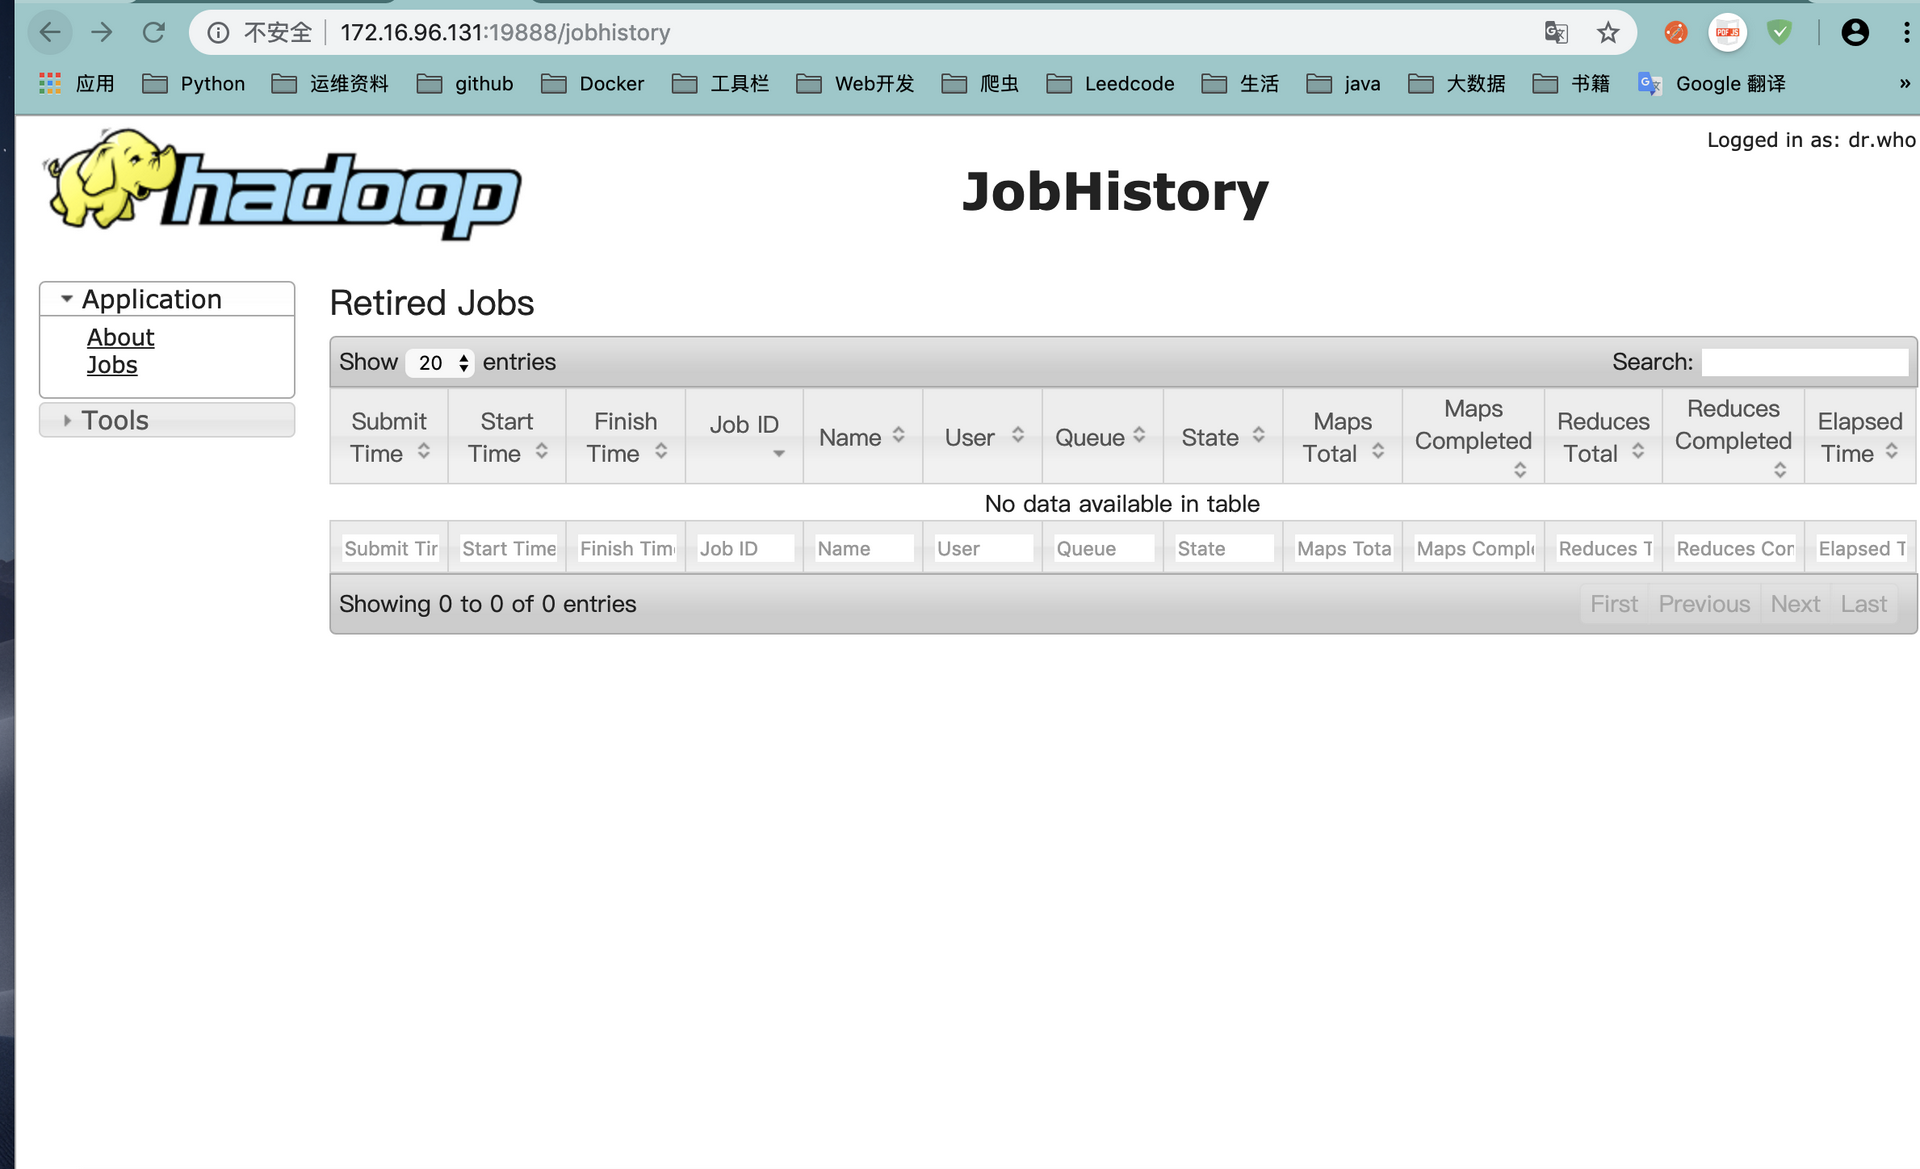 不安全 172.16.96.131:19888/jobhistory
应用 Python 运维资料 github Docker 工具栏 Web开发 爬虫 Leedcode 生活 java 大数据 书籍 Google 翻译 »
Logged in as: dr.who
hadoop
JobHistory
Application
About
Jobs
Tools
Retired Jobs
Show 20 entries Search:
Submit Time Start Time Finish Time Job ID Name User Queue State Maps Total Maps Completed Reduces Total Reduces Completed Elapsed Time
No data available in table
Submit Tir Start Time Finish Tim Job ID Name User Queue State Maps Tota Maps Compl Reduces T Reduces Cor Elapsed T
Showing 0 to 0 of 0 entries First Previous Next Last